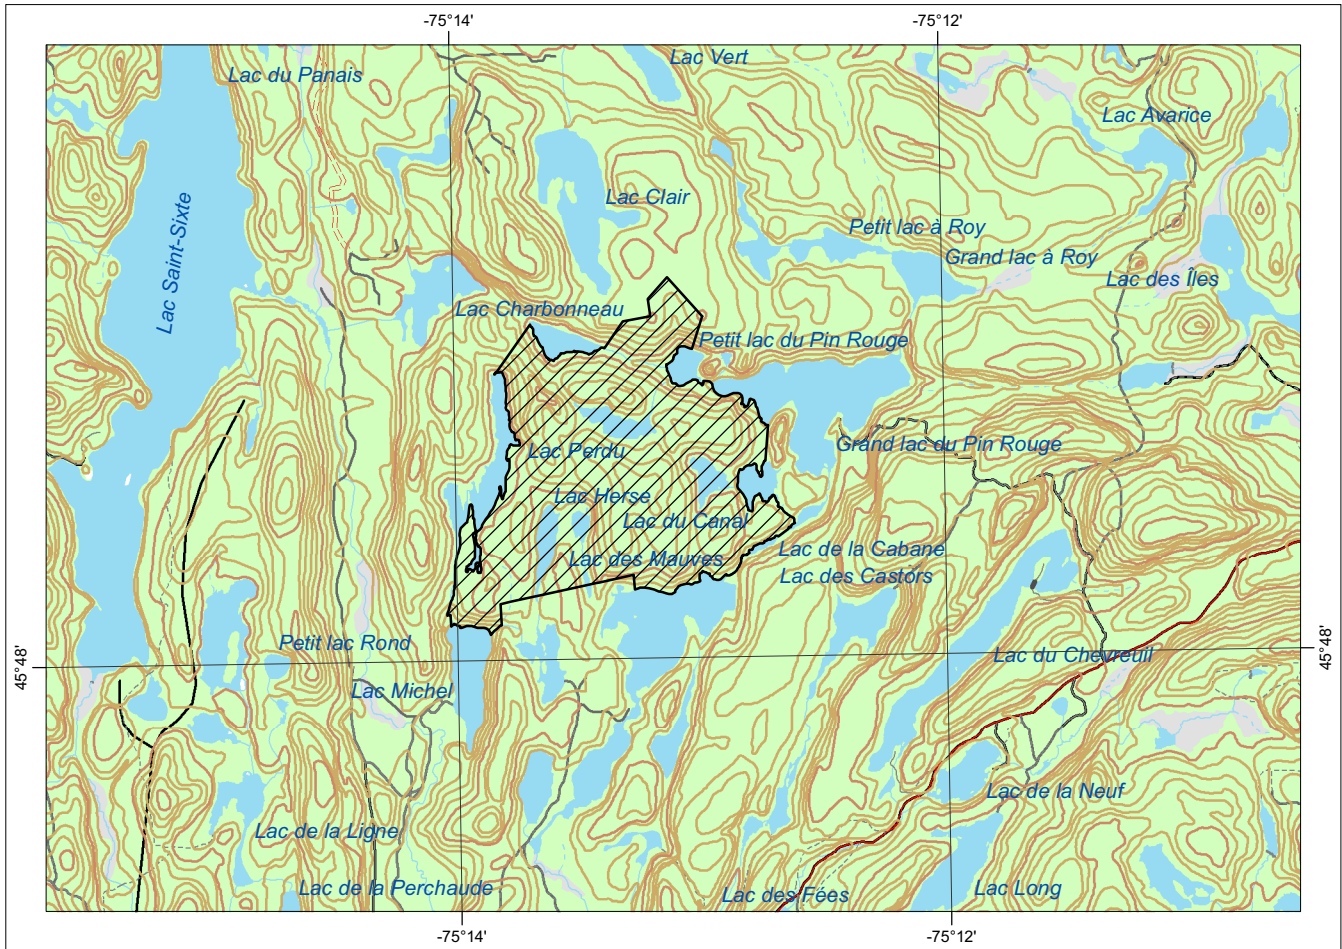 -75°14'
-75°12'
Lac Vert
Lac du Panais
Lac Avarice
Lac Clair
Petit lac à Roy
Lac Saint-Sixte
Grand lac à Roy
Lac des Îles
Lac Charbonneau
Petit lac du Pin Rouge
Grand lac du Pin Rouge
Lac Perdu
Lac Herse
Lac du Canal
Lac de la Cabane
Lac des Mauves
Lac des Castors
Petit lac Rond
45°48'
45°48'
Lac du Chevreuil
Lac Michel
Lac de la Neuf
Lac de la Ligne
Lac de la Perchaude
Lac des Fées
Lac Long
-75°14'
-75°12'